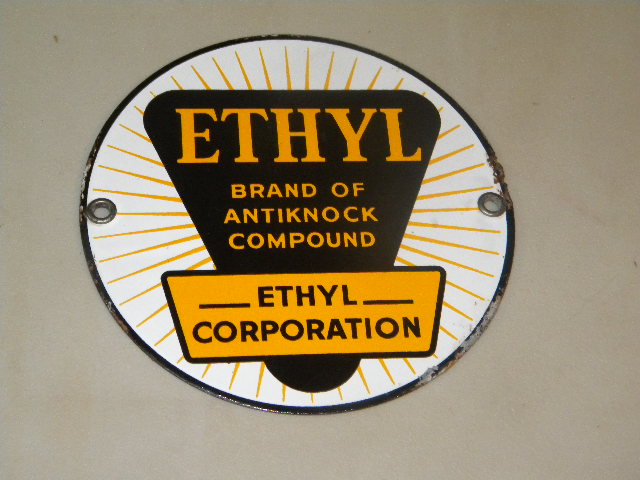 ETHYL
BRAND OF
ANTIKNOCK
COMPOUND
ETHYL
CORPORATION